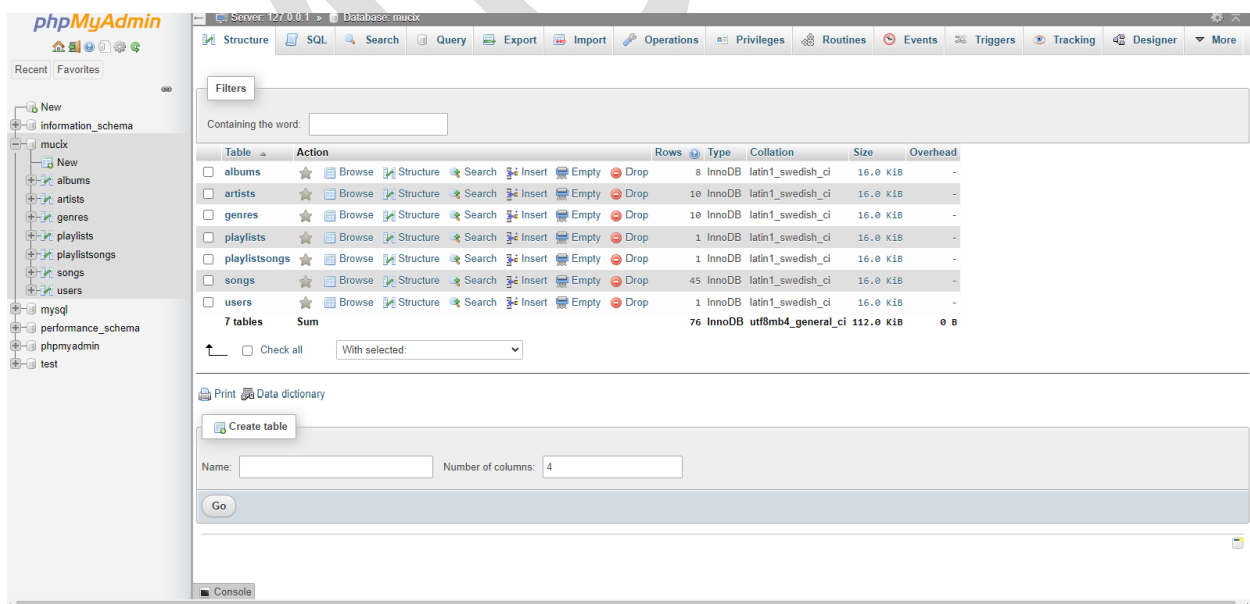 phpMyAdmin
Recent Favorites
New
information_schema
mucix
New
albums
artists
genres
playlists
playlistsongs
songs
users
mysql
performance_schema
phpmyadmin
test
Server: 127.0.0.1 » Database: mucix
Structure SQL Search Query Export Import Operations Privileges Routines Events Triggers Tracking Designer More
Filters
Containing the word:
Table Action Rows Type Collation Size Overhead
albums Browse Structure Search Insert Empty Drop 8 InnoDB latin1_swedish_ci 16.0 KiB -
artists Browse Structure Search Insert Empty Drop 10 InnoDB latin1_swedish_ci 16.0 KiB -
genres Browse Structure Search Insert Empty Drop 10 InnoDB latin1_swedish_ci 16.0 KiB -
playlists Browse Structure Search Insert Empty Drop 1 InnoDB latin1_swedish_ci 16.0 KiB -
playlistsongs Browse Structure Search Insert Empty Drop 1 InnoDB latin1_swedish_ci 16.0 KiB -
songs Browse Structure Search Insert Empty Drop 45 InnoDB latin1_swedish_ci 16.0 KiB -
users Browse Structure Search Insert Empty Drop 1 InnoDB latin1_swedish_ci 16.0 KiB -
7 tables Sum 76 InnoDB utf8mb4_general_ci 112.0 KiB 0 B
Check all With selected:
Print Data dictionary
Create table
Name: Number of columns: 4
Go
Console